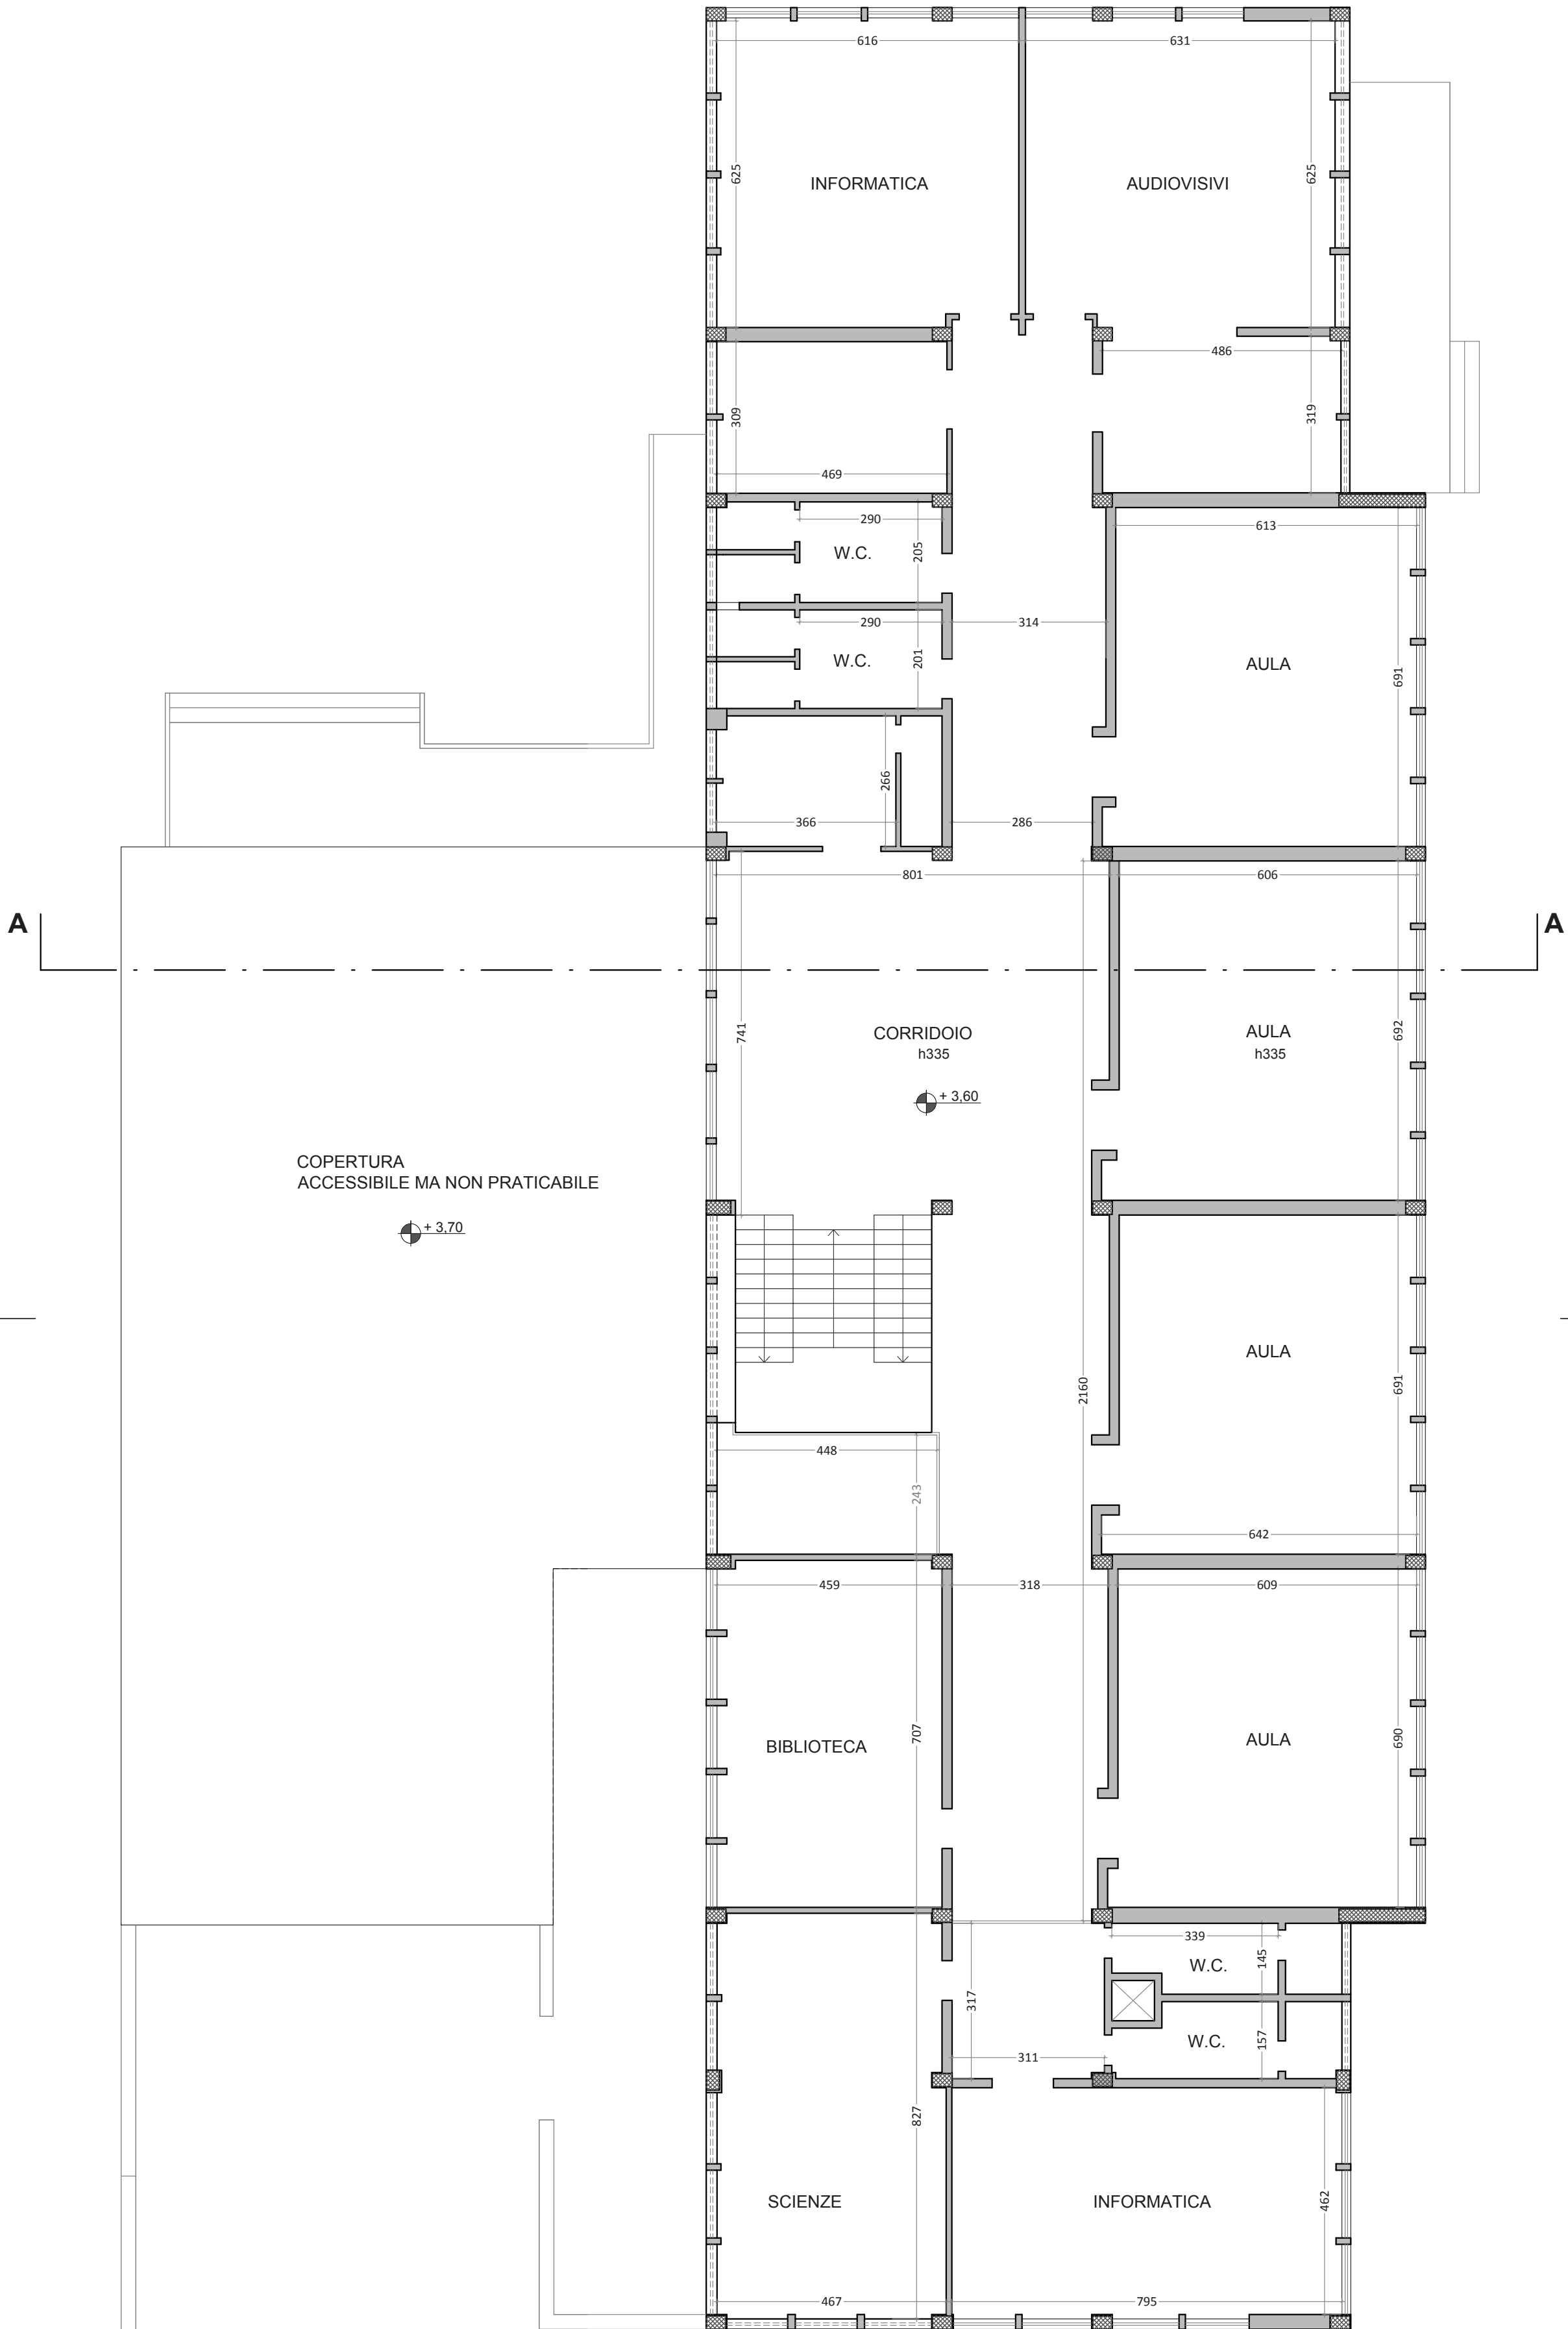 616
631
625
INFORMATICA
AUDIOVISIVI
625
486
309
319
469
290
613
W.C.
205
290
314
W.C.
201
AULA
691
266
366
286
801
606
A
A
741
CORRIDOIO
h335
AULA
h335
692
+ 3,60
COPERTURA
ACCESSIBILE MA NON PRATICABILE
+ 3,70
AULA
691
2160
448
243
642
459
318
609
BIBLIOTECA
707
AULA
690
339
W.C.
145
317
W.C.
157
311
827
SCIENZE
INFORMATICA
462
467
795